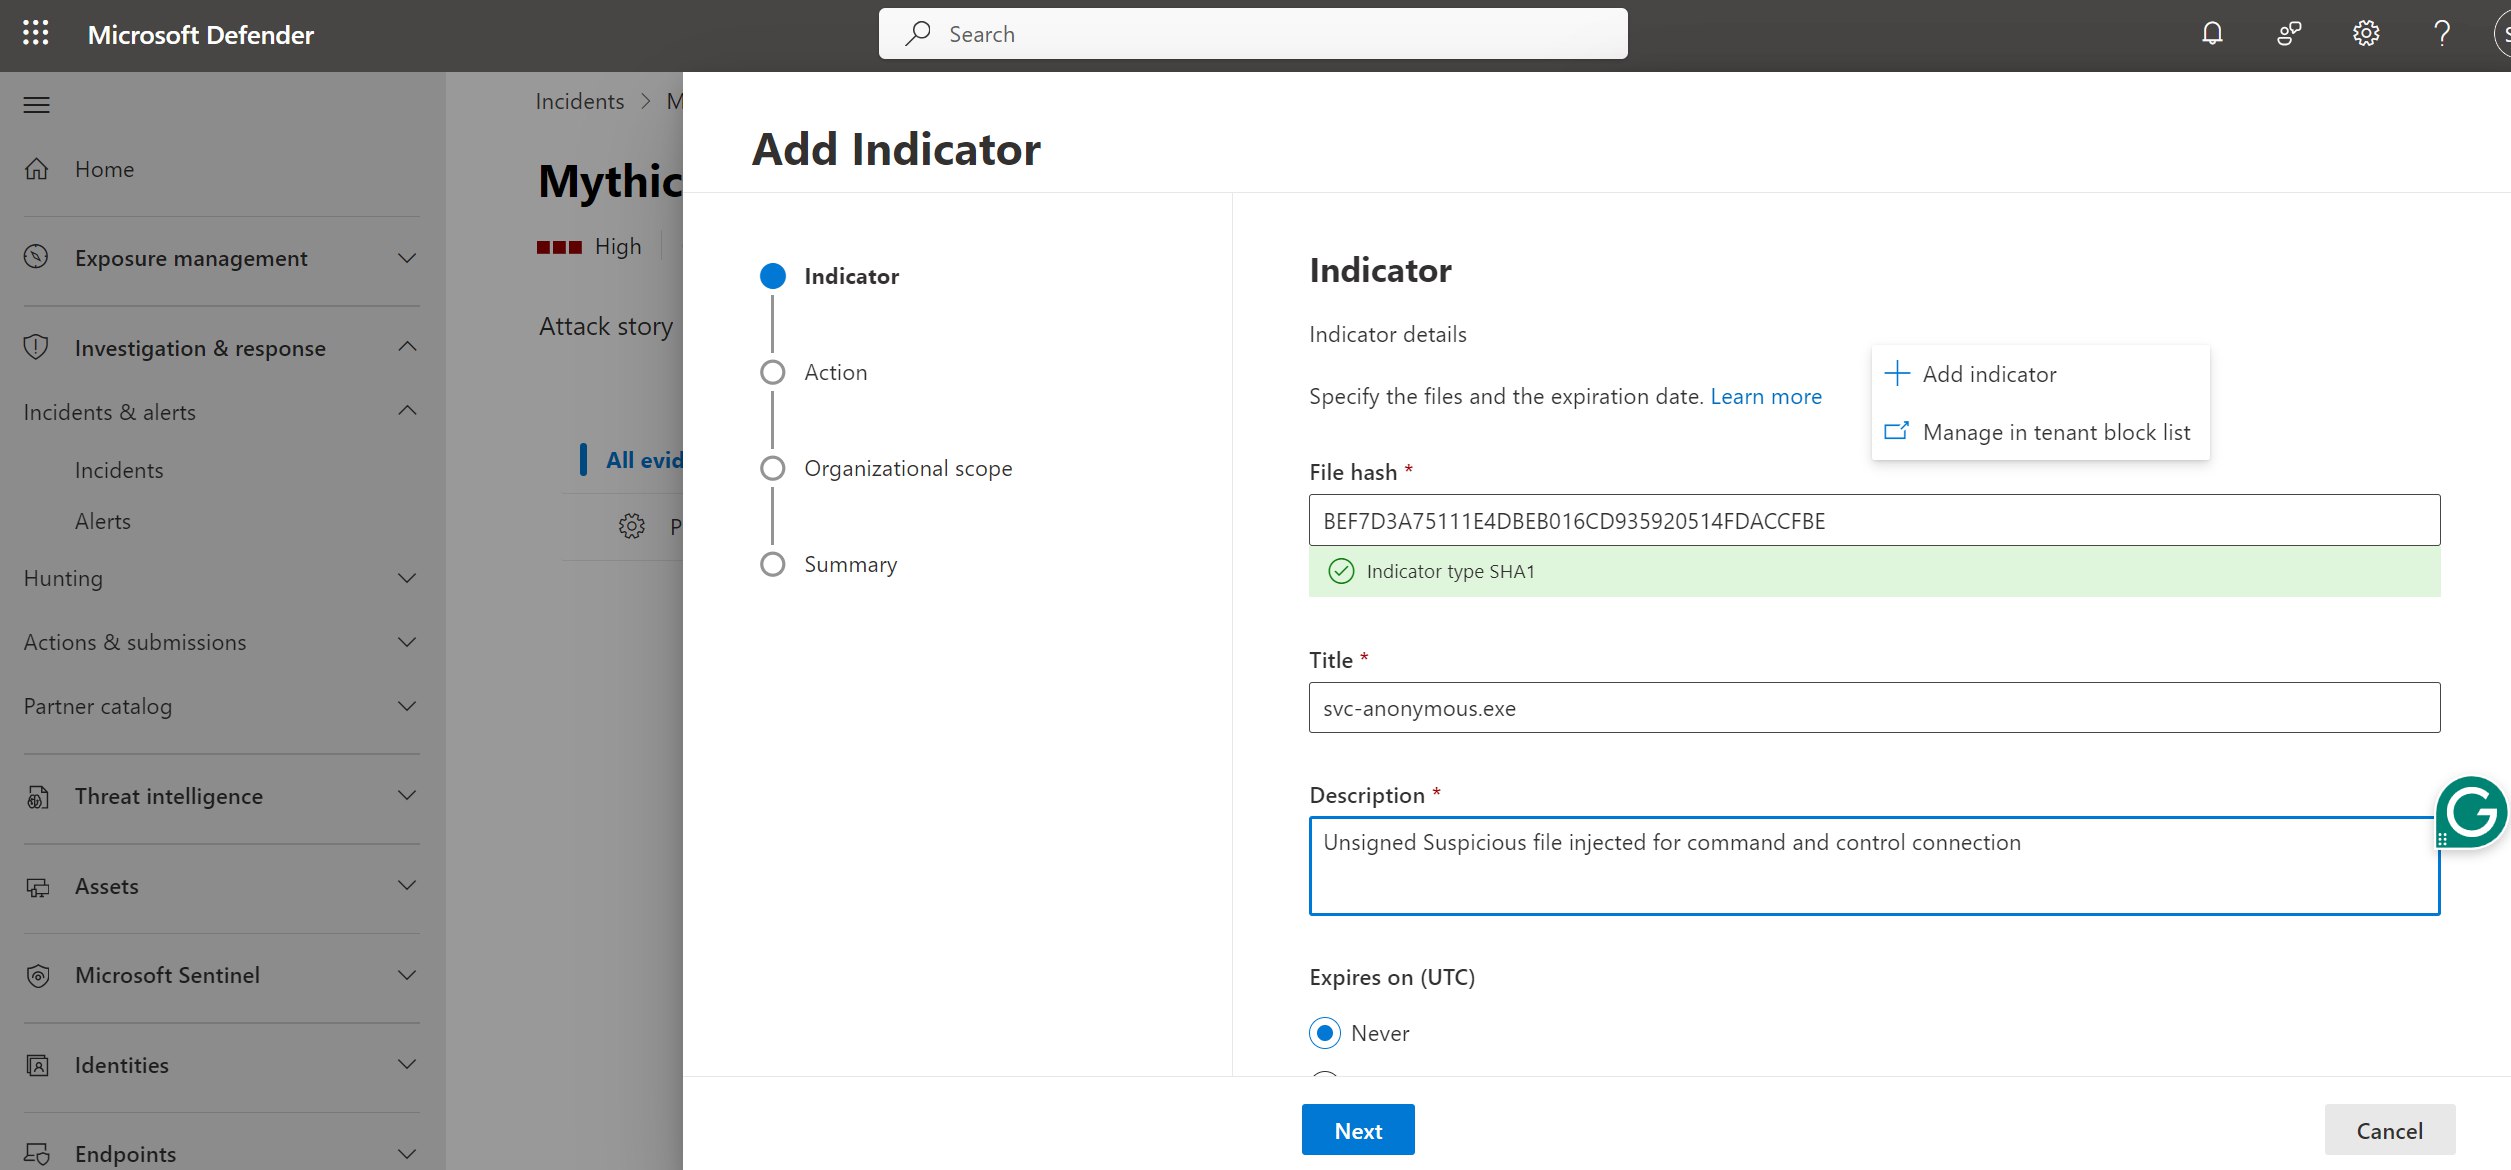 Microsoft Defender
Search
Home
Exposure management
Investigation & response
Incidents & alerts
Incidents
Alerts
Hunting
Actions & submissions
Partner catalog
Threat intelligence
Assets
Microsoft Sentinel
Identities
Endpoints
Incidents > M
Mythic
High
Attack story
All evid
P
Add Indicator
Indicator
Action
Organizational scope
Summary
Indicator
Indicator details
Specify the files and the expiration date. Learn more
Add indicator
Manage in tenant block list
File hash *
BEF7D3A75111E4DBEB016CD935920514FDACCFBE
Indicator type SHA1
Title *
svc-anonymous.exe
Description *
Unsigned Suspicious file injected for command and control connection
Expires on (UTC)
Never
Next
Cancel